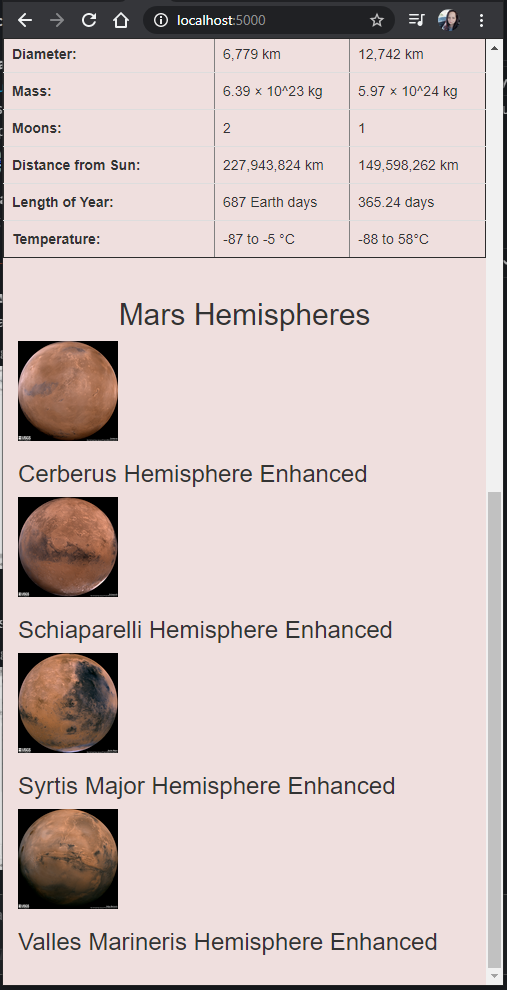 localhost:5000
Diameter: 6,779 km 12,742 km
Mass: 6.39 × 10^23 kg 5.97 × 10^24 kg
Moons: 2 1
Distance from Sun: 227,943,824 km 149,598,262 km
Length of Year: 687 Earth days 365.24 days
Temperature: -87 to -5 °C -88 to 58°C
Mars Hemispheres
USGS
Cerberus Hemisphere Enhanced
Schiaparelli Hemisphere Enhanced
USGS
Syrtis Major Hemisphere Enhanced
Valles Marineris Hemisphere Enhanced